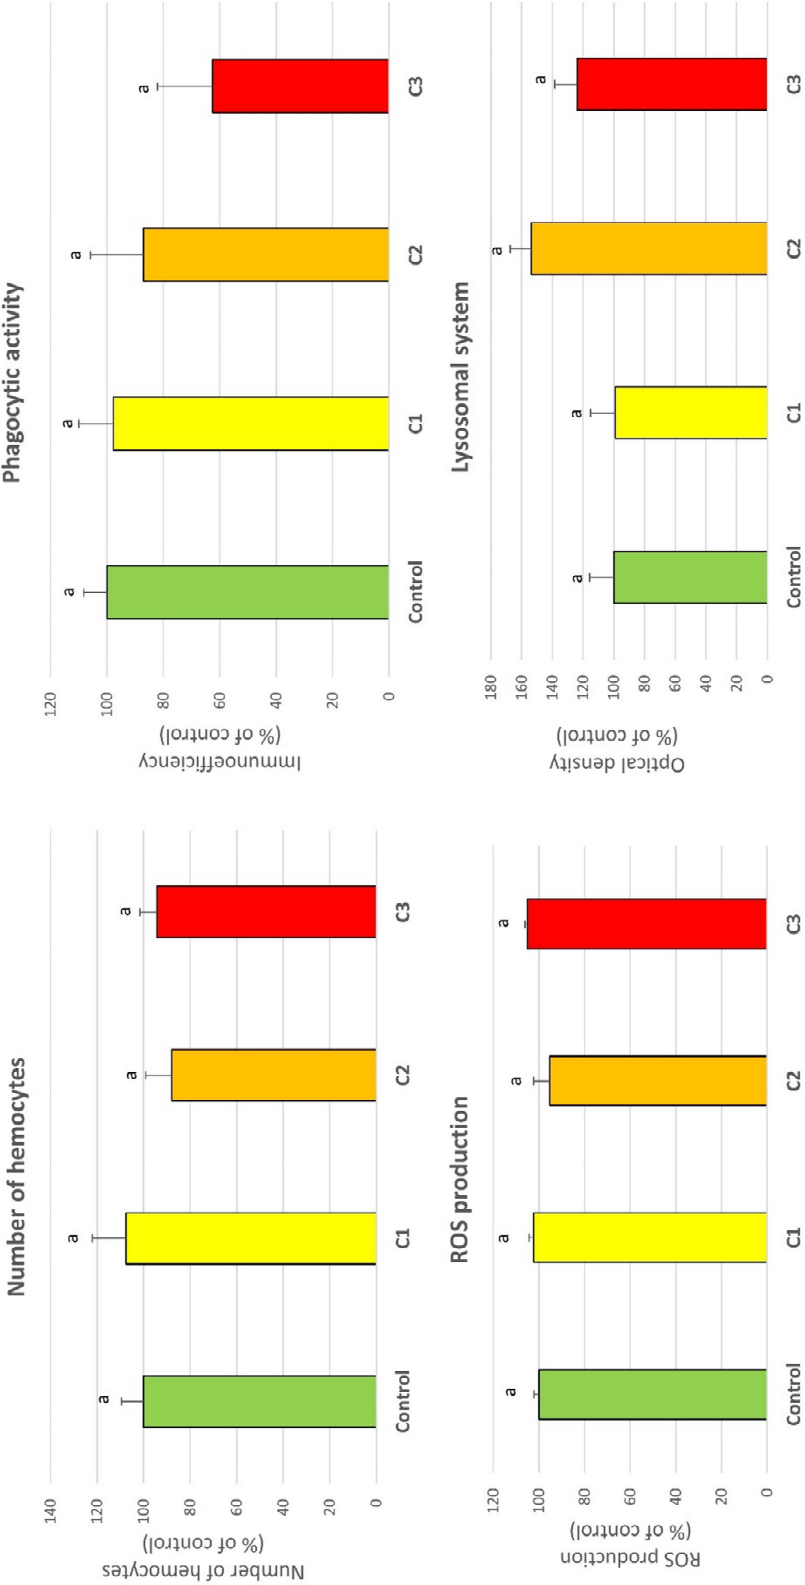 Number of hemocytes
Number of hemocytes
(% of control)
140
120
100
80
60
40
20
0
a
a
a
a
Control
C1
C2
C3
Phagocytic activity
Immunoefficiency
(% of control)
120
100
80
60
40
20
0
a
a
a
a
Control
C1
C2
C3
ROS production
ROS production
(% of control)
120
100
80
60
40
20
0
a
a
a
a
Control
C1
C2
C3
Lysosomal system
Optical density
(% of control)
180
160
140
120
100
80
60
40
20
0
a
a
a
a
Control
C1
C2
C3